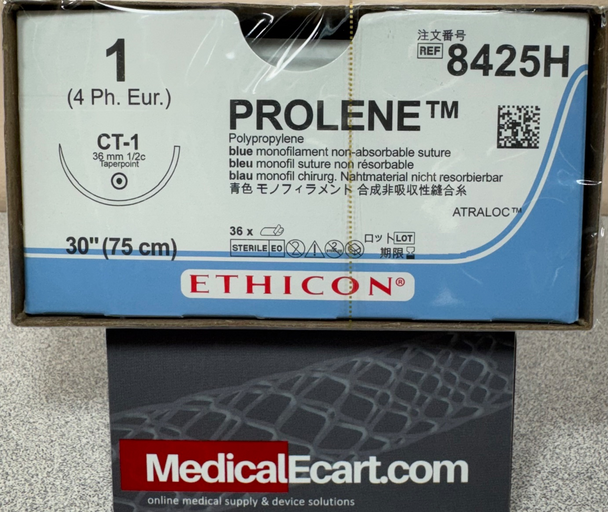 1
(4 Ph. Eur.)
CT-1
36 mm 1/2c
Taperpoint
30" (75 cm)
注文番号
REF 8425H
PROLENE™
Polypropylene
blue monofilament non-absorbable suture
bleu monofil suture non résorbable
blau monofil chirurg. Nahtmaterial nicht resorbierbar
青色 モノフィラメント 合成非吸収性縫合糸
ATRALOC™
36 x
STERILE EO
ロット LOT
期限
ETHICON®
MedicalEcart.com
online medical supply & device solutions